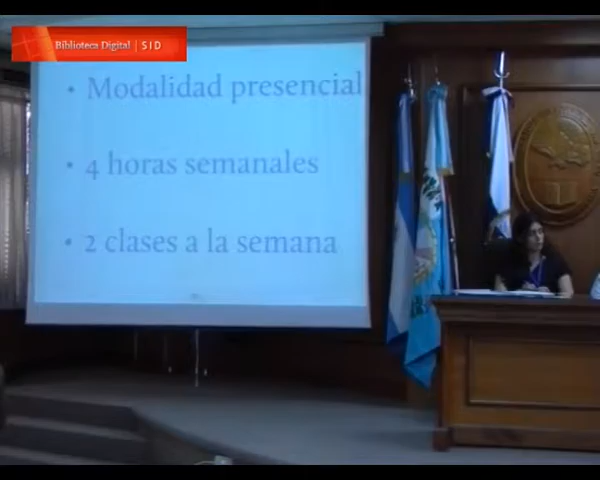 Biblioteca Digital | SID
• Modalidad presencial
• 4 horas semanales
• 2 clases a la semana